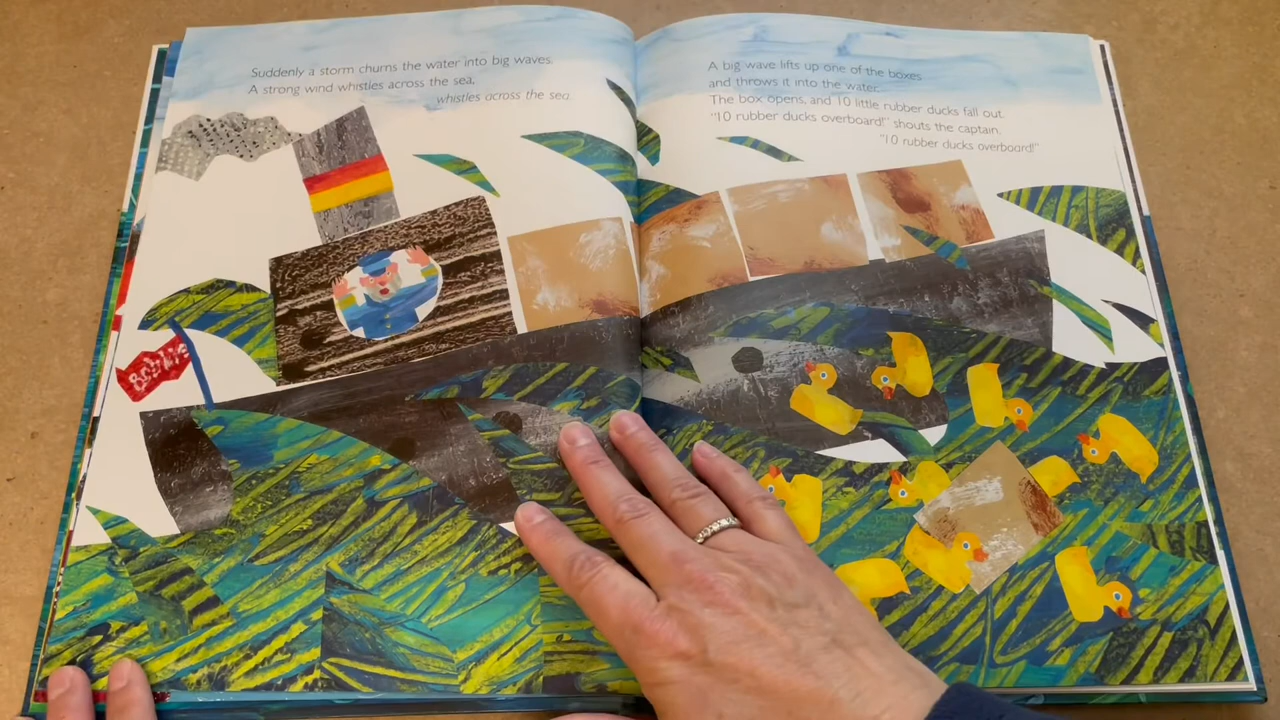 Suddenly a storm churns the water into big waves.
A strong wind whistles across the sea,
whistles across the sea.
A big wave lifts up one of the boxes
and throws it into the water.
The box opens, and 10 little rubber ducks fall out.
"10 rubber ducks overboard!" shouts the captain.
"10 rubber ducks overboard!"